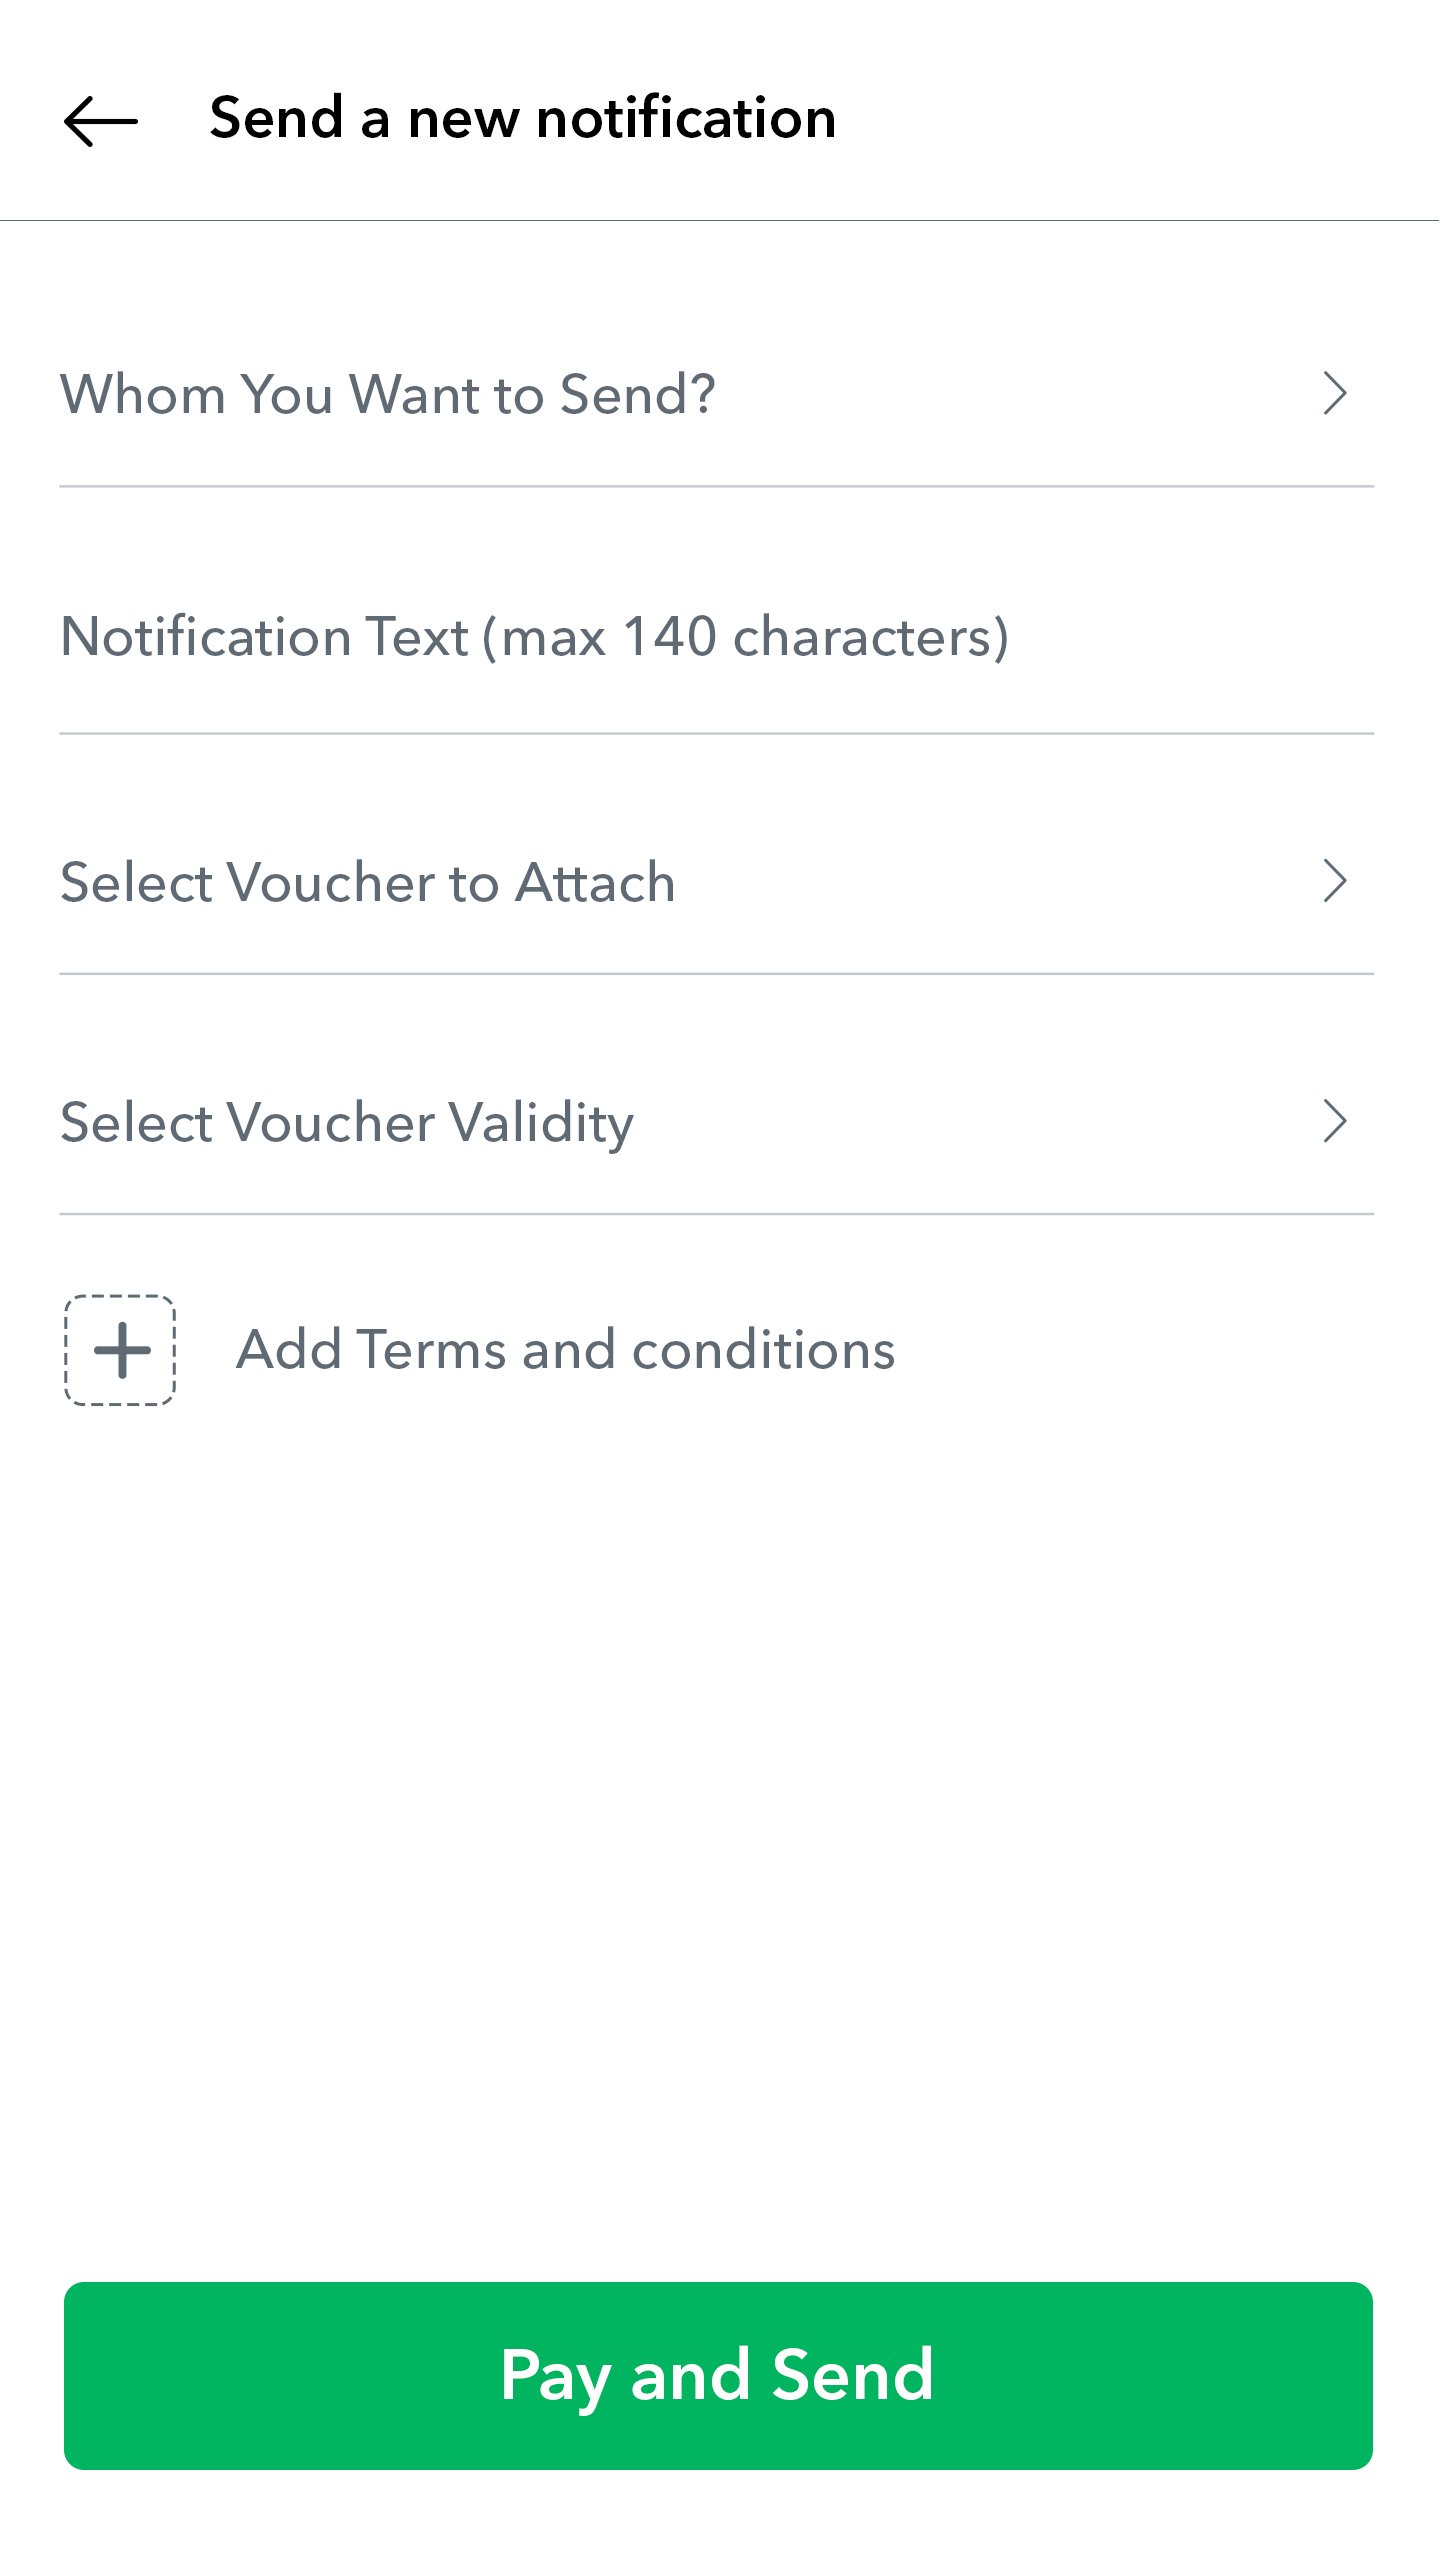 Send a new notification
Whom You Want to Send?
Notification Text (max 140 characters)
Select Voucher to Attach
Select Voucher Validity
Add Terms and conditions
Pay and Send